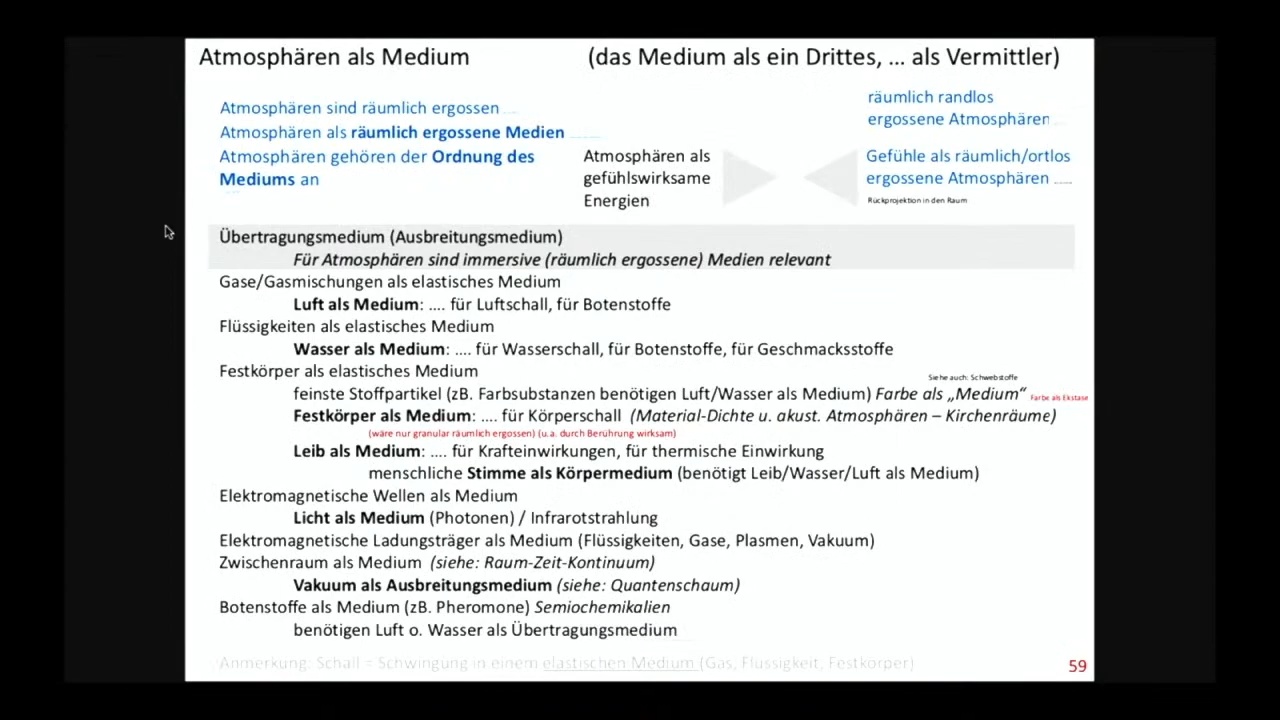 Atmosphären als Medium (das Medium als ein Drittes, ... als Vermittler)
Atmosphären sind räumlich ergossen ....
Atmosphären als räumlich ergossene Medien
Atmosphären gehören der Ordnung des
Mediums an
Atmosphären als
gefühlswirksame
Energien
räumlich randlos
ergossene Atmosphären
Gefühle als räumlich/ortlos
ergossene Atmosphären .....
Rückprojektion in den Raum
Übertragungsmedium (Ausbreitungsmedium)
Für Atmosphären sind immersive (räumlich ergossene) Medien relevant
Gase/Gasmischungen als elastisches Medium
Luft als Medium: .... für Luftschall, für Botenstoffe
Flüssigkeiten als elastisches Medium
Wasser als Medium: .... für Wasserschall, für Botenstoffe, für Geschmacksstoffe
Festkörper als elastisches Medium
Siehe auch: Schwebstoffe
feinste Stoffpartikel (zB. Farbsubstanzen benötigen Luft/Wasser als Medium) Farbe als „Medium“ Farbe als Ekstase
Festkörper als Medium: .... für Körperschall (Material-Dichte u. akust. Atmosphären – Kirchenräume)
(wäre nur granular räumlich ergossen) (u.a. durch Berührung wirksam)
Leib als Medium: .... für Krafteinwirkungen, für thermische Einwirkung
menschliche Stimme als Körpermedium (benötigt Leib/Wasser/Luft als Medium)
Elektromagnetische Wellen als Medium
Licht als Medium (Photonen) / Infrarotstrahlung
Elektromagnetische Ladungsträger als Medium (Flüssigkeiten, Gase, Plasmen, Vakuum)
Zwischenraum als Medium (siehe: Raum-Zeit-Kontinuum)
Vakuum als Ausbreitungsmedium (siehe: Quantenschaum)
Botenstoffe als Medium (zB. Pheromone) Semiochemikalien
benötigen Luft o. Wasser als Übertragungsmedium
Anmerkung: Schall = Schwingung in einem elastischen Medium (Gas, Flüssigkeit, Festkörper)
59